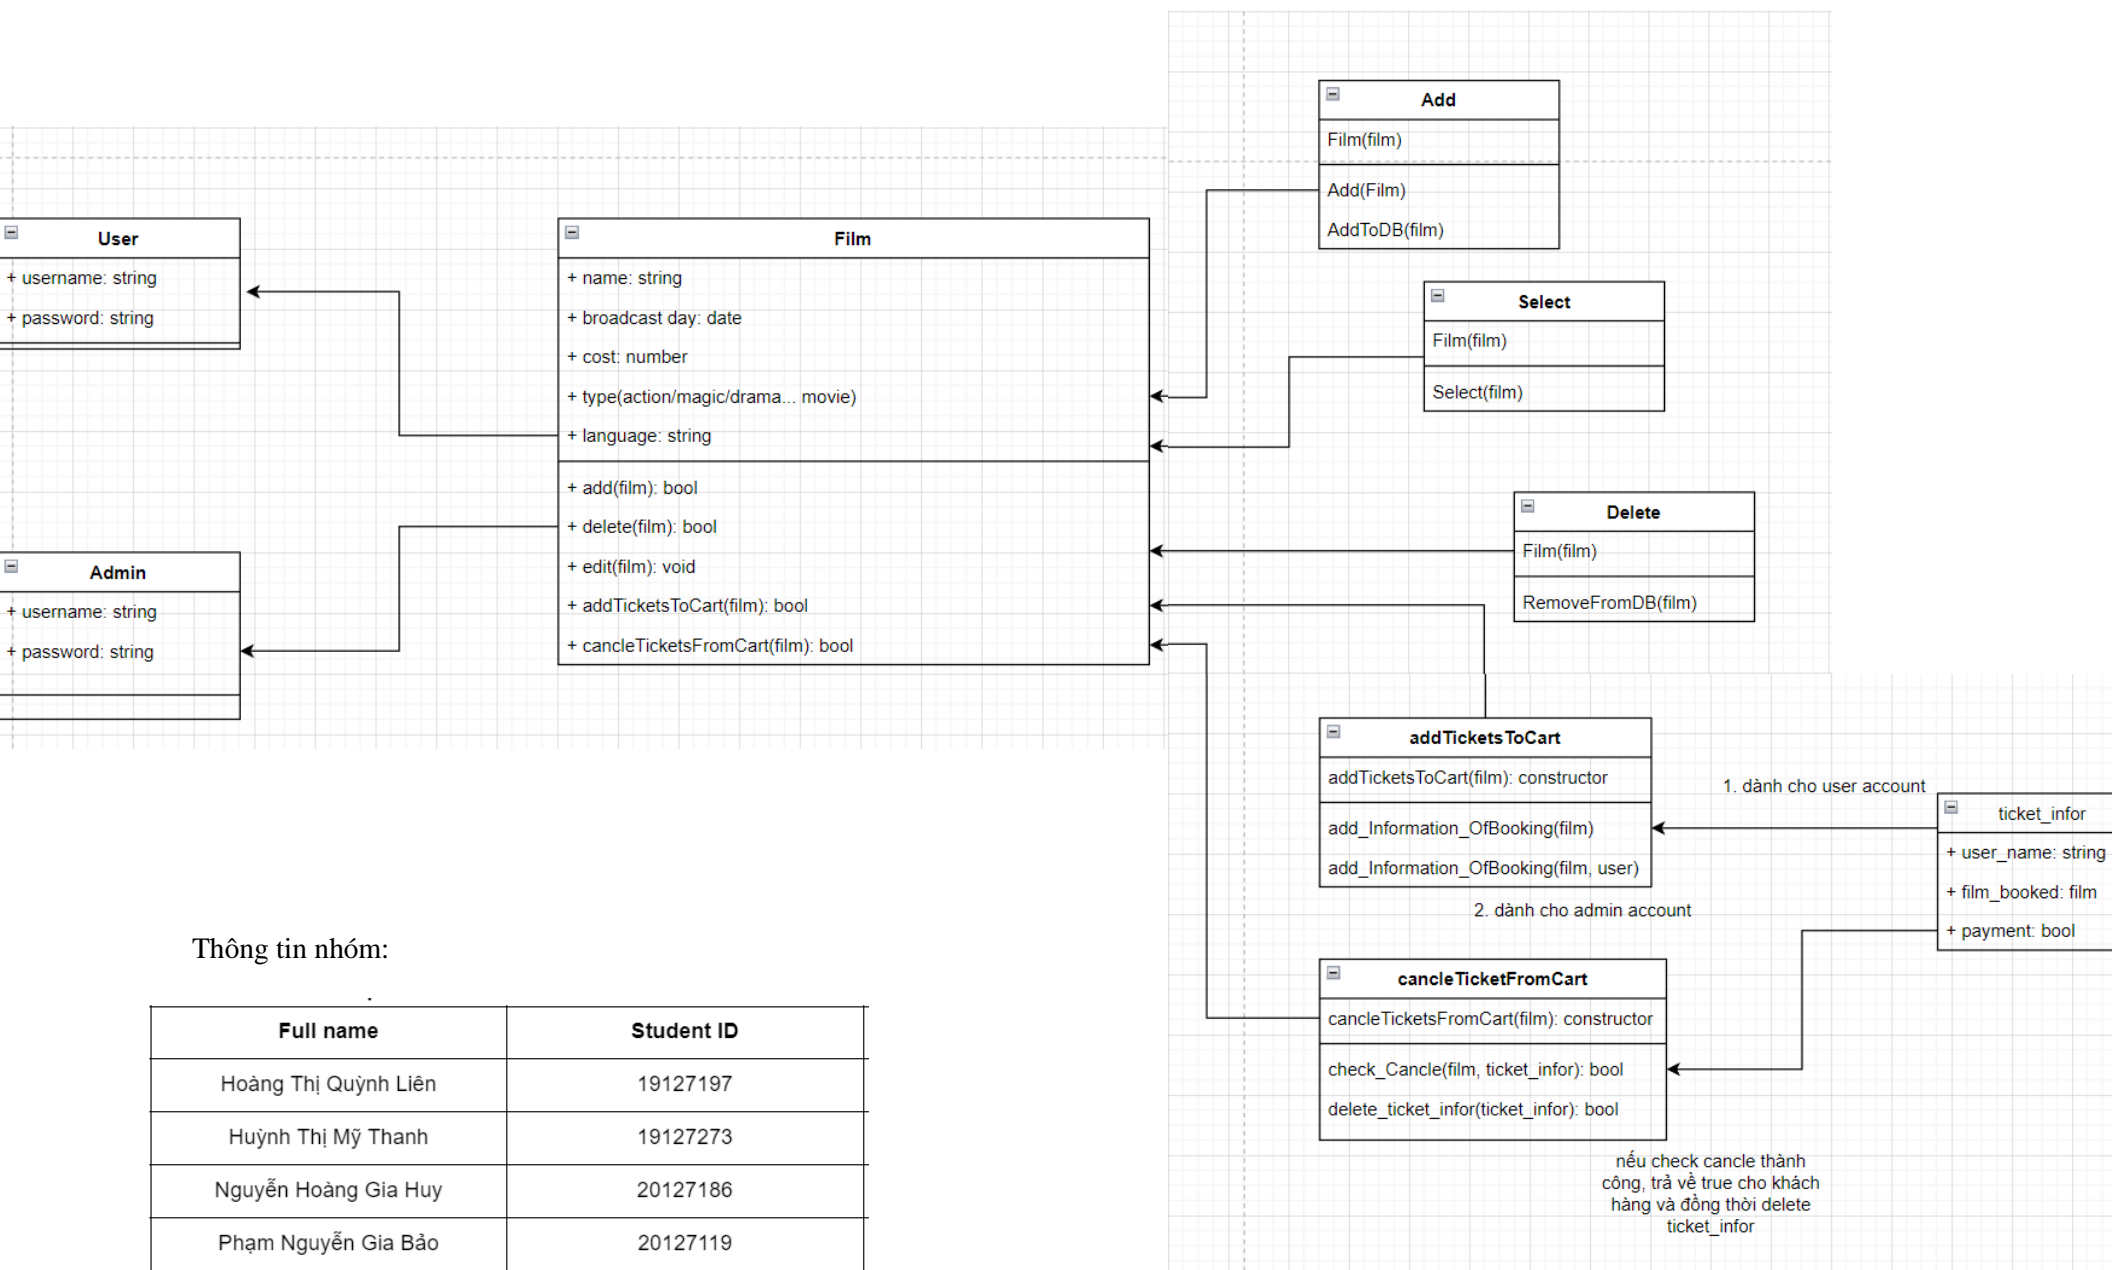 User
+ username: string
+ password: string
Admin
+ username: string
+ password: string
Film
+ name: string
+ broadcast day: date
+ cost: number
+ type(action/magic/drama... movie)
+ language: string
+ add(film): bool
+ delete(film): bool
+ edit(film): void
+ addTicketsToCart(film): bool
+ cancleTicketsFromCart(film): bool
Add
Film(film)
Add(Film)
AddToDB(film)
Select
Film(film)
Select(film)
Delete
Film(film)
RemoveFromDB(film)
addTicketsToCart
addTicketsToCart(film): constructor
add_Information_OfBooking(film)
add_Information_OfBooking(film, user)
1. dành cho user account
2. dành cho admin account
ticket_infor
+ user_name: string
+ film_booked: film
+ payment: bool
cancleTicketFromCart
cancleTicketsFromCart(film): constructor
check_Cancle(film, ticket_infor): bool
delete_ticket_infor(ticket_infor): bool
nếu check cancle thành
công, trả về true cho khách
hàng và đồng thời delete
ticket_infor
Thông tin nhóm:
Full name Student ID
Hoàng Thị Quỳnh Liên 19127197
Huỳnh Thị Mỹ Thanh 19127273
Nguyễn Hoàng Gia Huy 20127186
Phạm Nguyễn Gia Bảo 20127119